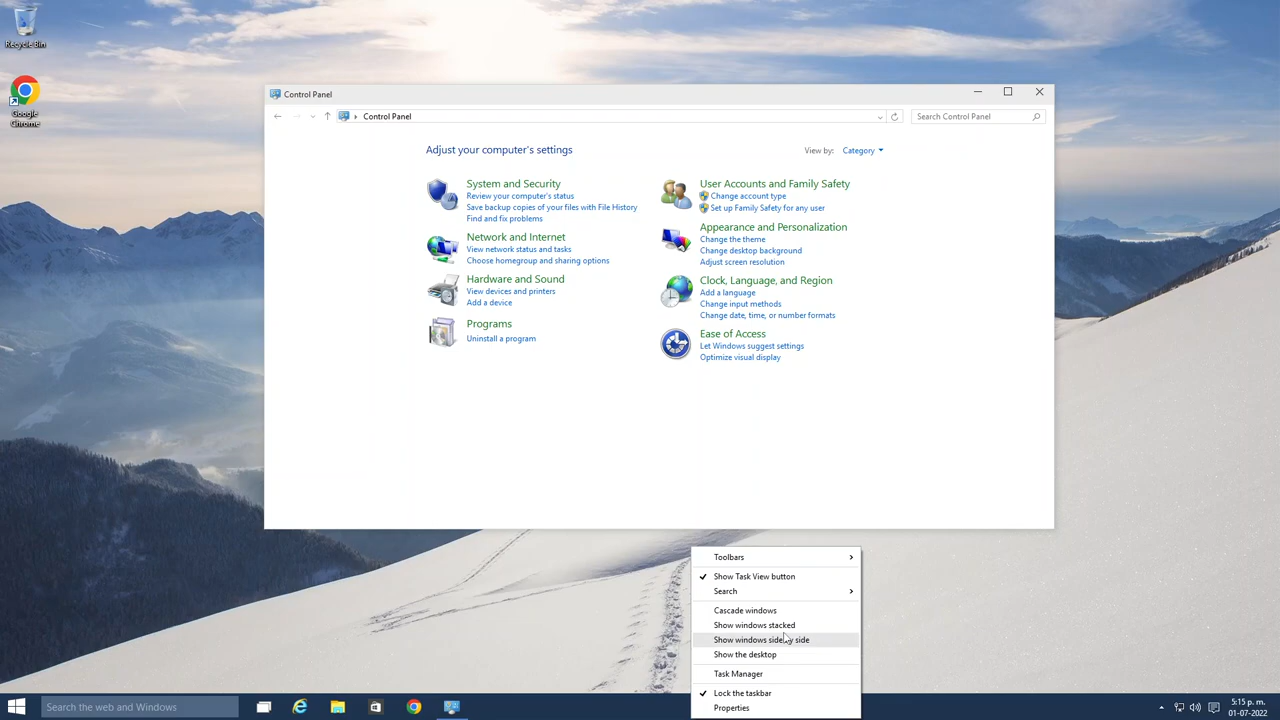 Recycle Bin
Google
Chrome
Control Panel
Control Panel
Search Control Panel
Adjust your computer's settings
View by: Category
System and Security
Review your computer's status
Save backup copies of your files with File History
Find and fix problems
Network and Internet
View network status and tasks
Choose homegroup and sharing options
Hardware and Sound
View devices and printers
Add a device
Programs
Uninstall a program
User Accounts and Family Safety
Change account type
Set up Family Safety for any user
Appearance and Personalization
Change the theme
Change desktop background
Adjust screen resolution
Clock, Language, and Region
Add a language
Change input methods
Change date, time, or number formats
Ease of Access
Let Windows suggest settings
Optimize visual display
Toolbars
Show Task View button
Search
Cascade windows
Show windows stacked
Show windows side by side
Show the desktop
Task Manager
Lock the taskbar
Properties
Search the web and Windows
5:15 p. m.
01-07-2022